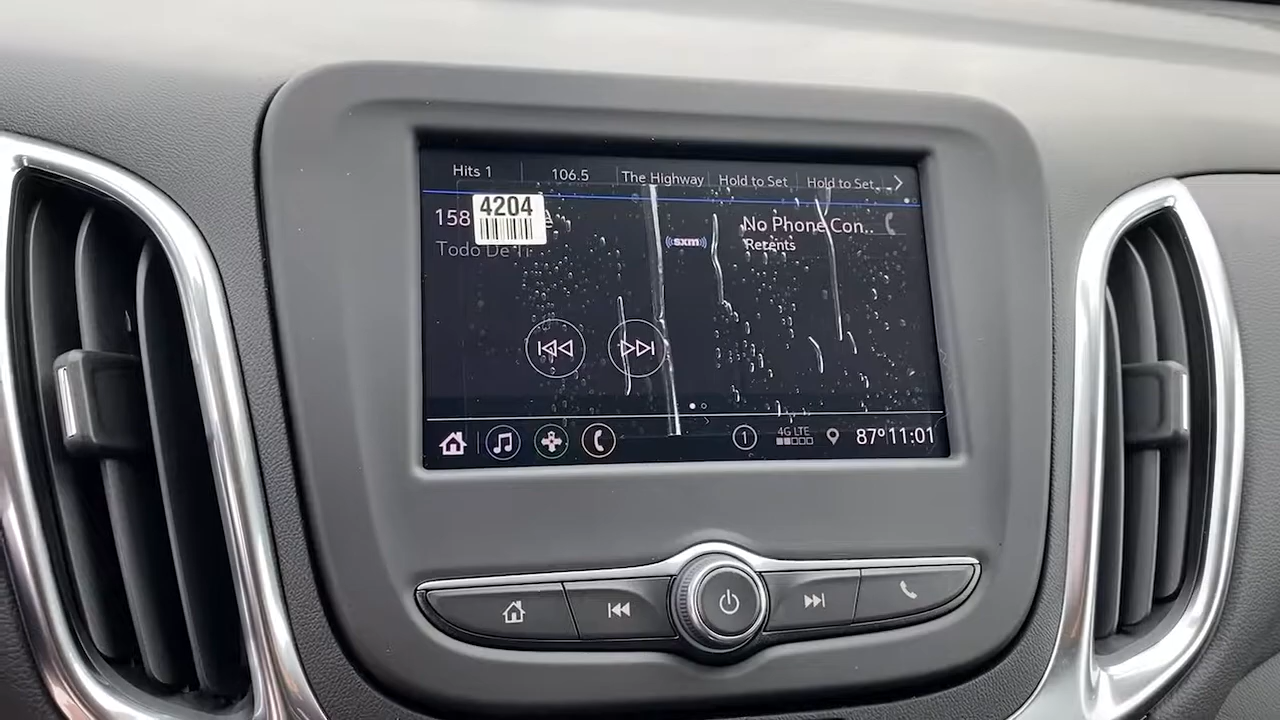 Hits 1
106.5
The Highway
Hold to Set
Hold to Set...
4204
158
Todo De Ti
sxm
No Phone Con..
Recents
1
4G LTE
87° 11:01